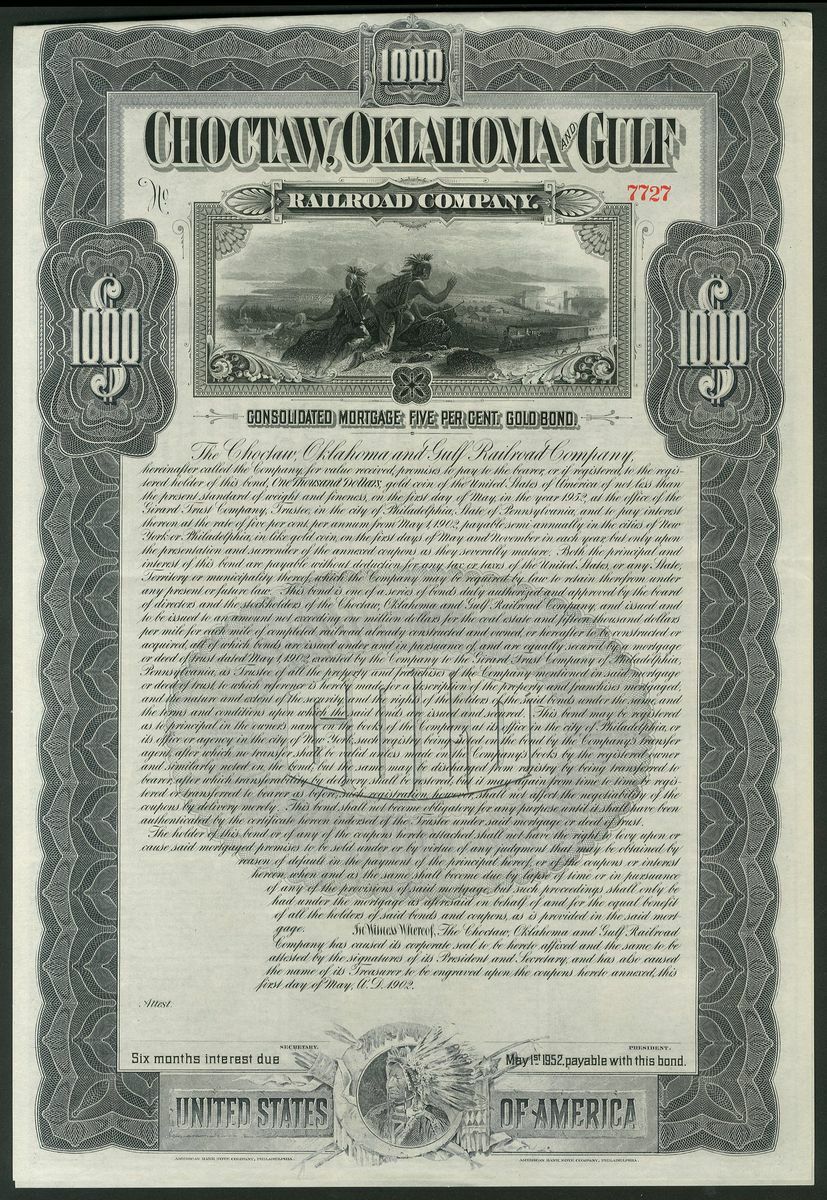 1000
CHOCTAW, OKLAHOMA AND GULF
No. 7727
RAILROAD COMPANY.
$1000 $1000
CONSOLIDATED MORTGAGE FIVE PER CENT. GOLD BOND.
The Choctaw, Oklahoma and Gulf Railroad Company,
hereinafter called the Company, for value received, promises to pay to the bearer, or if registered, to the regis-
tered holder of this bond, One Thousand Dollars, gold coin of the United States of America of not less than
the present standard of weight and fineness, on the first day of May, in the year 1952, at the office of the
Girard Trust Company, Trustee, in the city of Philadelphia, State of Pennsylvania, and to pay interest
thereon at the rate of five per cent. per annum from May 1, 1902, payable semi annually in the cities of New
York or Philadelphia, in like gold coin, on the first days of May and November in each year, but only upon
the presentation and surrender of the annexed coupons as they severally mature. Both the principal and
interest of this bond are payable without deduction for any tax or taxes of the United States, or any State,
Territory or municipality thereof, which the Company may be required by law to retain therefrom under
any present or future law. This bond is one of a series of bonds duly authorized and approved by the board
of directors and the stockholders of the Choctaw, Oklahoma and Gulf Railroad Company, and issued and
to be issued to an amount not exceeding one million dollars for the coal estate and fifteen thousand dollars
per mile for each mile of completed railroad already constructed and owned, or hereafter to be constructed or
acquired, all of which bonds are issued under and in pursuance of, and are equally secured by a mortgage
or deed of trust dated May 1, 1902, executed by the Company to the Girard Trust Company of Philadelphia,
Pennsylvania, as Trustee of all the property and franchises of the Company mentioned in said mortgage
or deed of trust, to which reference is hereby made for a description of the property and franchises mortgaged,
and the nature and extent of the security, and the rights of the holders of the said bonds under the same, and
the terms and conditions upon which the said bonds are issued and secured. This bond may be registered
as to principal in the owner's name on the books of the Company at its office in the city of Philadelphia, or
its office or agency in the city of New York, such registry being noted on the bond by the Company's transfer
agent, after which no transfer shall be valid unless made on the Company's books by the registered owner
and similarly noted on the bond, but the same may be discharged from registry by being transferred to
bearer, after which transferability by delivery shall be restored, but it may again from time to time be regis-
tered or transferred to bearer as before, such registration, however, shall not affect the negotiability of the
coupons by delivery merely. This bond shall not become obligatory for any purpose until it shall have been
authenticated by the certificate hereon indorsed of the Trustee under said mortgage or deed of trust.
The holder of this bond or of any of the coupons hereto attached shall not have the right to levy upon or
cause said mortgaged premises to be sold under or by virtue of any judgment that may be obtained by
reason of default in the payment of the principal hereof, or of the coupons or interest
hereon, when and as the same shall become due by lapse of time or in pursuance
of any of the provisions of said mortgage, but such proceedings shall only be
had under the mortgage as aforesaid on behalf of and for the equal benefit
of all the holders of said bonds and coupons, as is provided in the said mort
gage. In Witness Whereof, The Choctaw, Oklahoma and Gulf Railroad
Company has caused its corporate seal to be hereto affixed and the same to be
attested by the signatures of its President and Secretary, and has also caused
the name of its Treasurer to be engraved upon the coupons hereto annexed, this
first day of May, A.D. 1902.
GOLD
Attest.
SECRETARY. PRESIDENT.
Six months interest due May 1st 1952, payable with this bond.
UNITED STATES OF AMERICA
AMERICAN BANK NOTE COMPANY, PHILADELPHIA. AMERICAN BANK NOTE COMPANY, PHILADELPHIA.